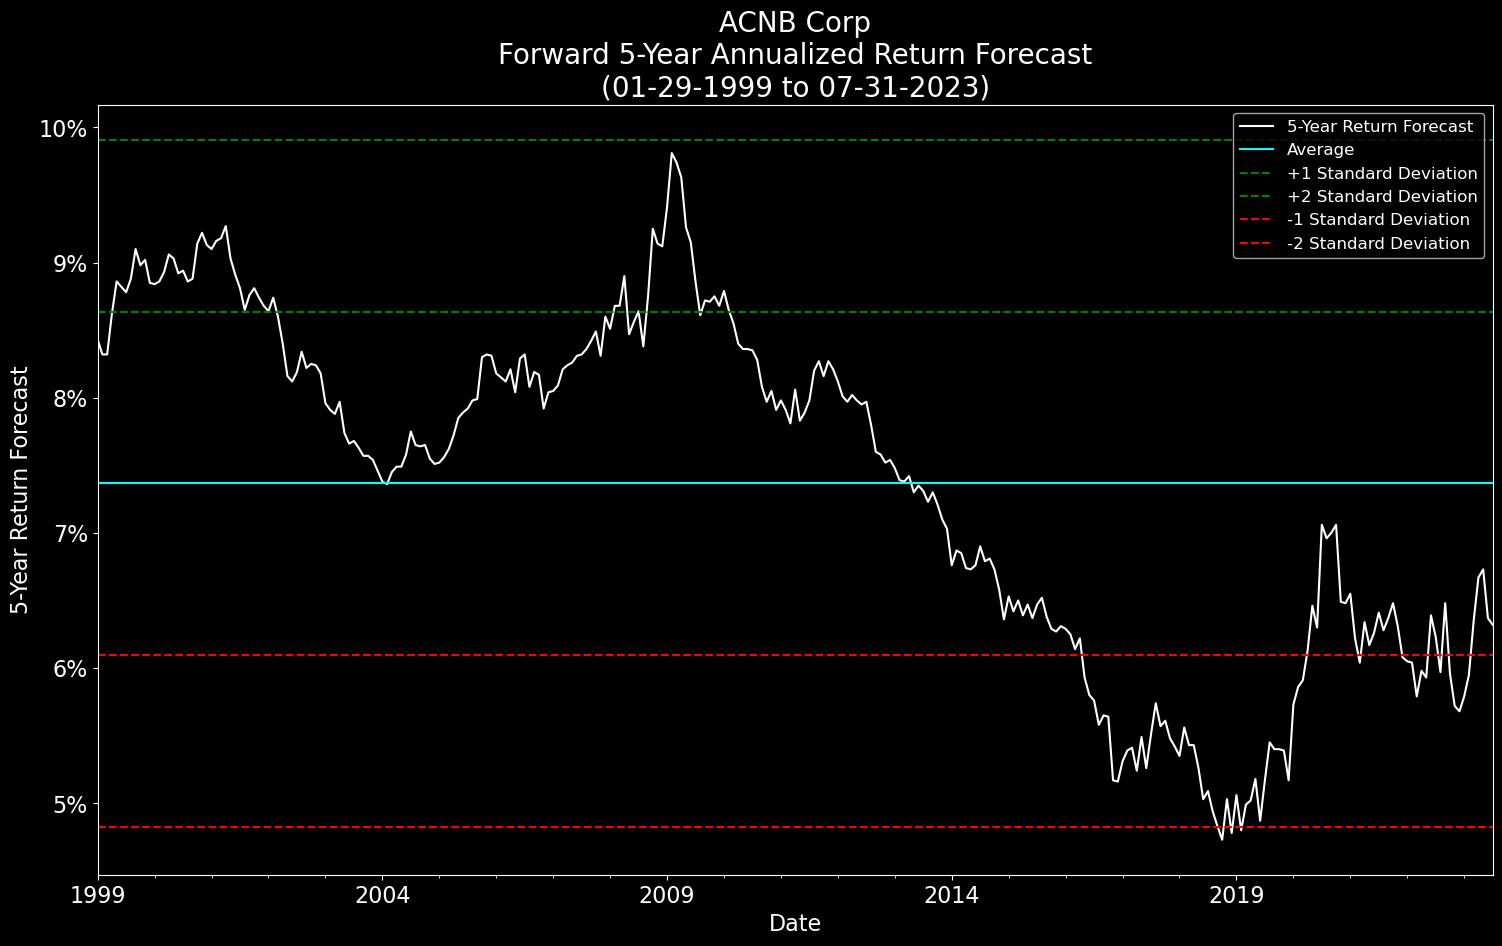 ACNB Corp
Forward 5-Year Annualized Return Forecast
(01-29-1999 to 07-31-2023)
10%
9%
8%
7%
6%
5%
5-Year Return Forecast
5-Year Return Forecast
Average
+1 Standard Deviation
+2 Standard Deviation
-1 Standard Deviation
-2 Standard Deviation
1999 2004 2009 2014 2019
Date